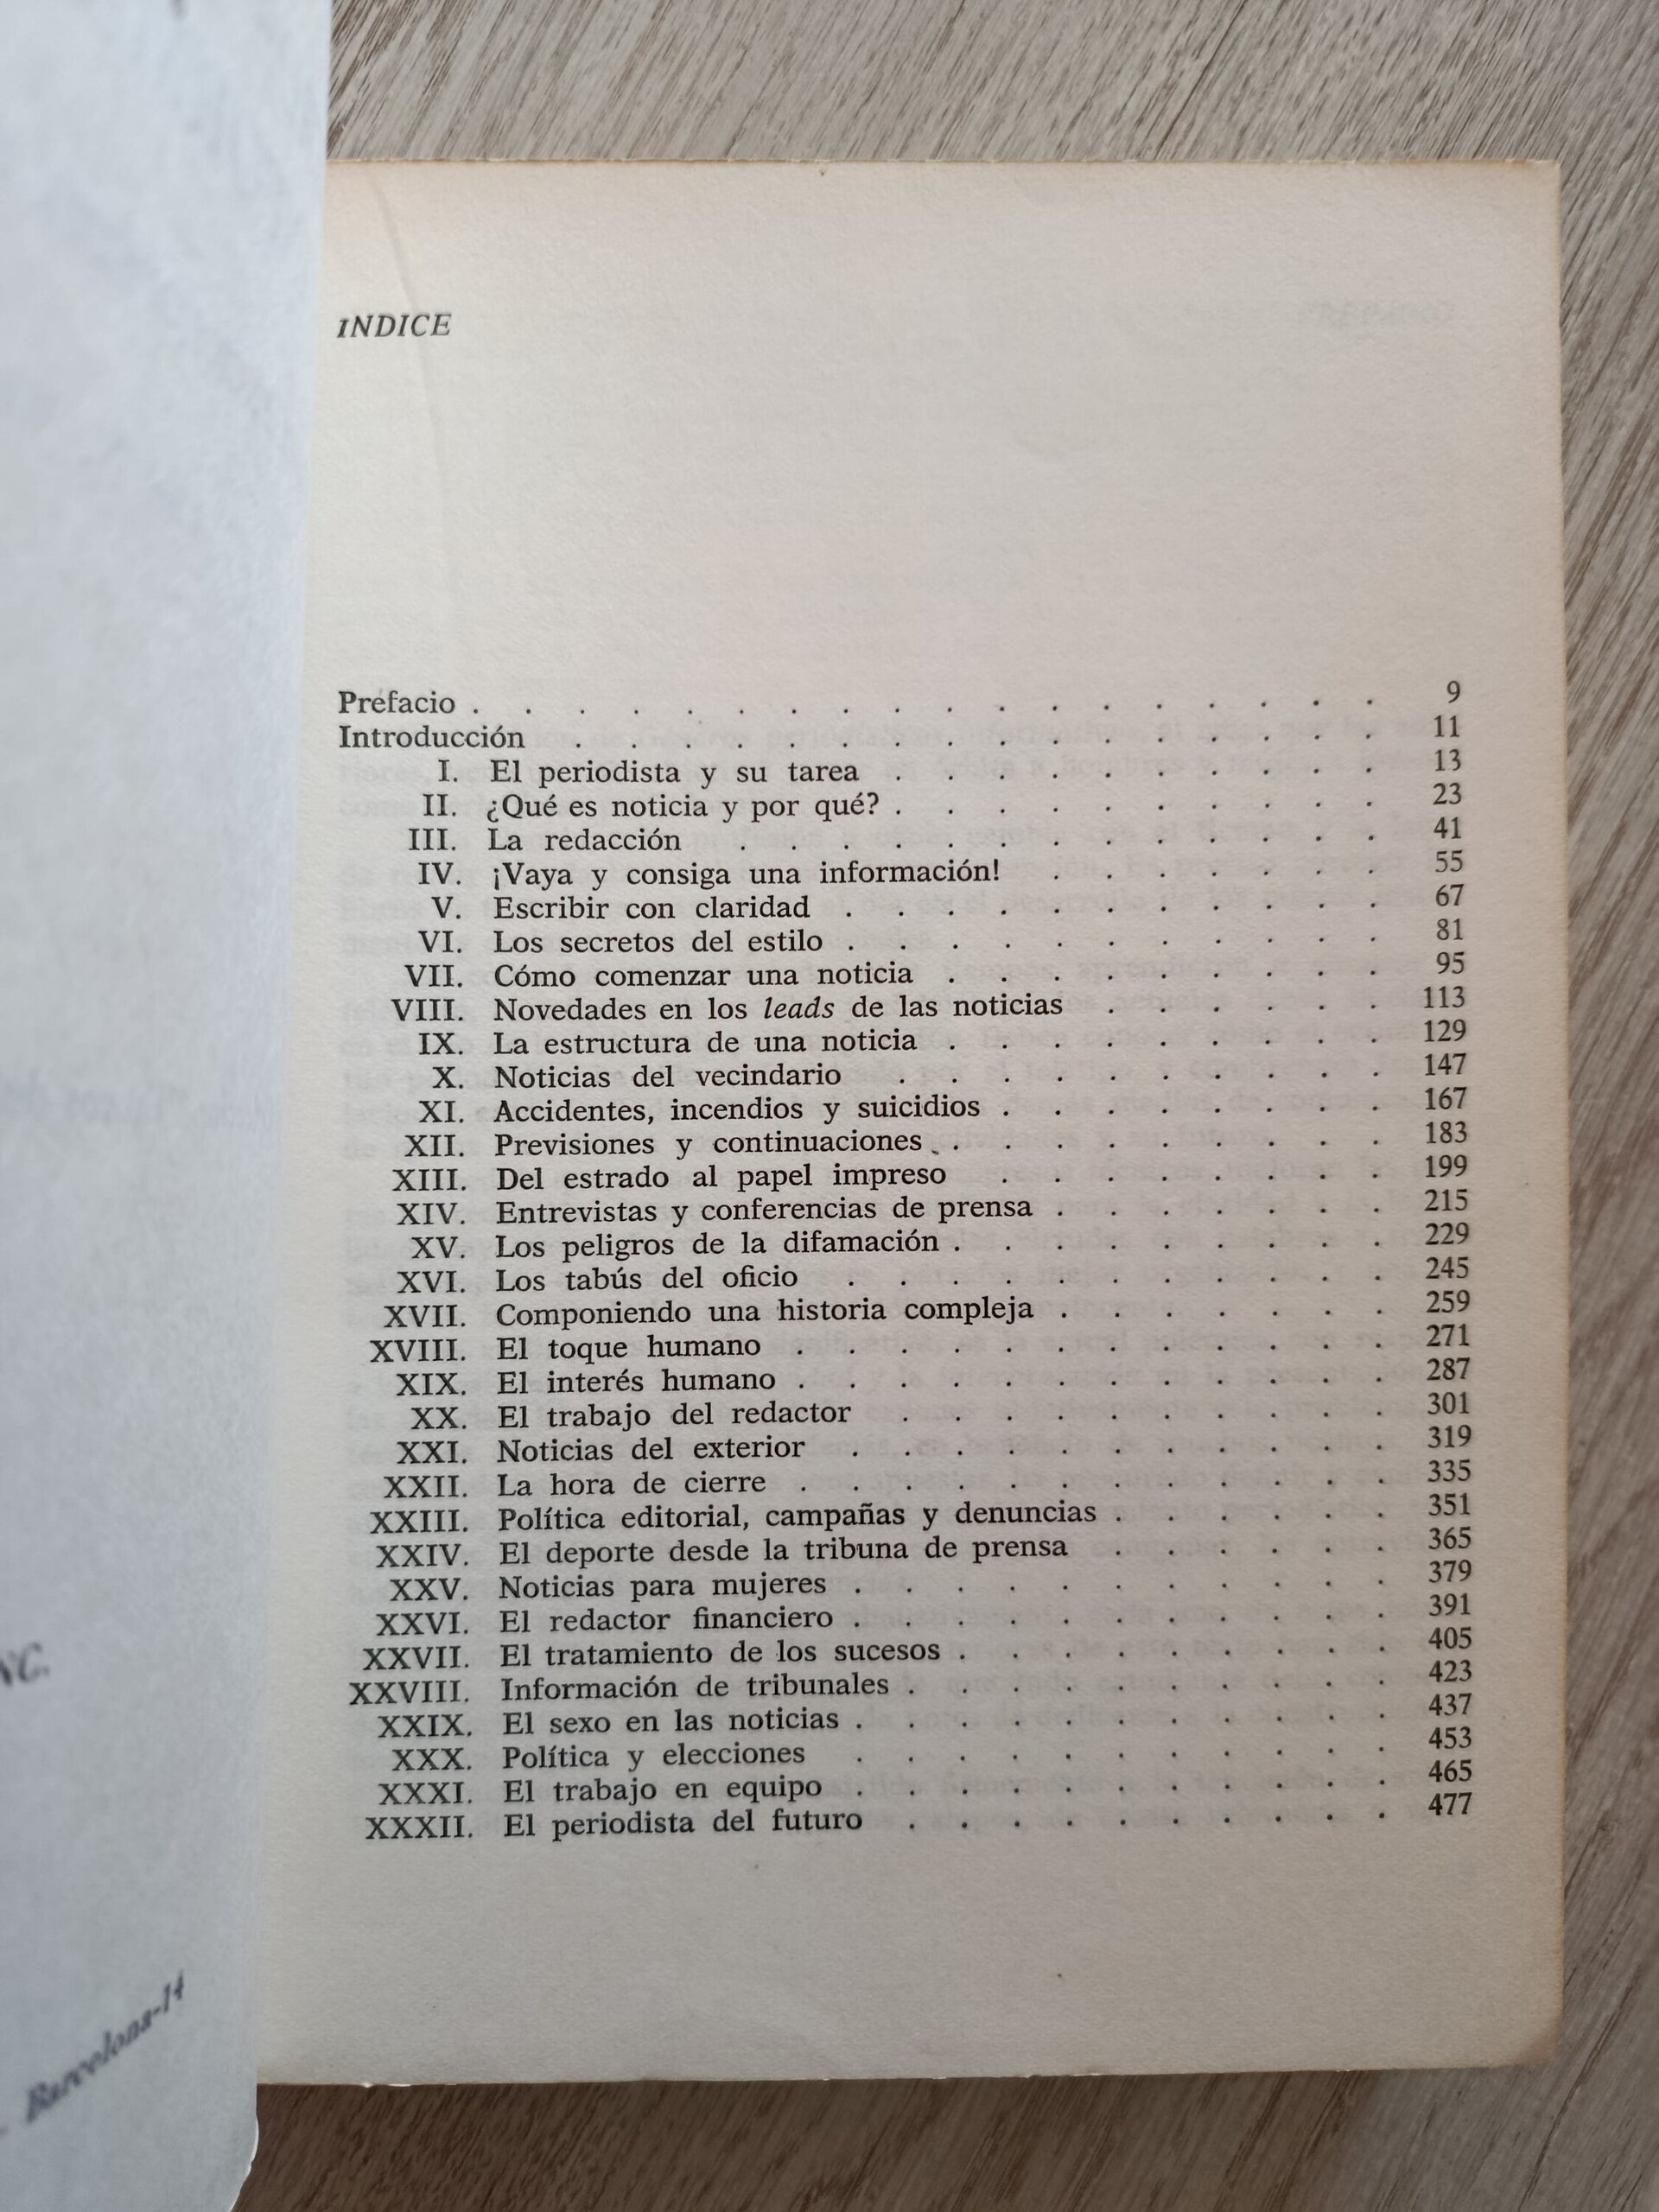 INDICE
Prefacio . . . . . . . . . . . . . . . . . . 9
Introducción . . . . . . . . . . . . . . . . 11
I. El periodista y su tarea . . . . . . . . . . 13
II. ¿Qué es noticia y por qué? . . . . . . . . . . 23
III. La redacción . . . . . . . . . . . . . 41
IV. ¡Vaya y consiga una información! . . . . . . . 55
V. Escribir con claridad . . . . . . . . . . . 67
VI. Los secretos del estilo . . . . . . . . . . . 81
VII. Cómo comenzar una noticia . . . . . . . . . 95
VIII. Novedades en los leads de las noticias . . . . . . 113
IX. La estructura de una noticia . . . . . . . . . 129
X. Noticias del vecindario . . . . . . . . . . 147
XI. Accidentes, incendios y suicidios . . . . . . . . 167
XII. Previsiones y continuaciones . . . . . . . . . 183
XIII. Del estrado al papel impreso . . . . . . . . 199
XIV. Entrevistas y conferencias de prensa . . . . . . . 215
XV. Los peligros de la difamación . . . . . . . . . 229
XVI. Los tabús del oficio . . . . . . . . . . . 245
XVII. Componiendo una historia compleja . . . . . . . 259
XVIII. El toque humano . . . . . . . . . . . . 271
XIX. El interés humano . . . . . . . . . . . . 287
XX. El trabajo del redactor . . . . . . . . . . 301
XXI. Noticias del exterior . . . . . . . . . . . 319
XXII. La hora de cierre . . . . . . . . . . . . 335
XXIII. Política editorial, campañas y denuncias . . . . . . 351
XXIV. El deporte desde la tribuna de prensa . . . . . . 365
XXV. Noticias para mujeres . . . . . . . . . . . 379
XXVI. El redactor financiero . . . . . . . . . . . 391
XXVII. El tratamiento de los sucesos . . . . . . . . . 405
XXVIII. Información de tribunales . . . . . . . . . . 423
XXIX. El sexo en las noticias . . . . . . . . . . . 437
XXX. Política y elecciones . . . . . . . . . . . 453
XXXI. El trabajo en equipo . . . . . . . . . . . 465
XXXII. El periodista del futuro . . . . . . . . . . 477
NC.
Barcelona-14